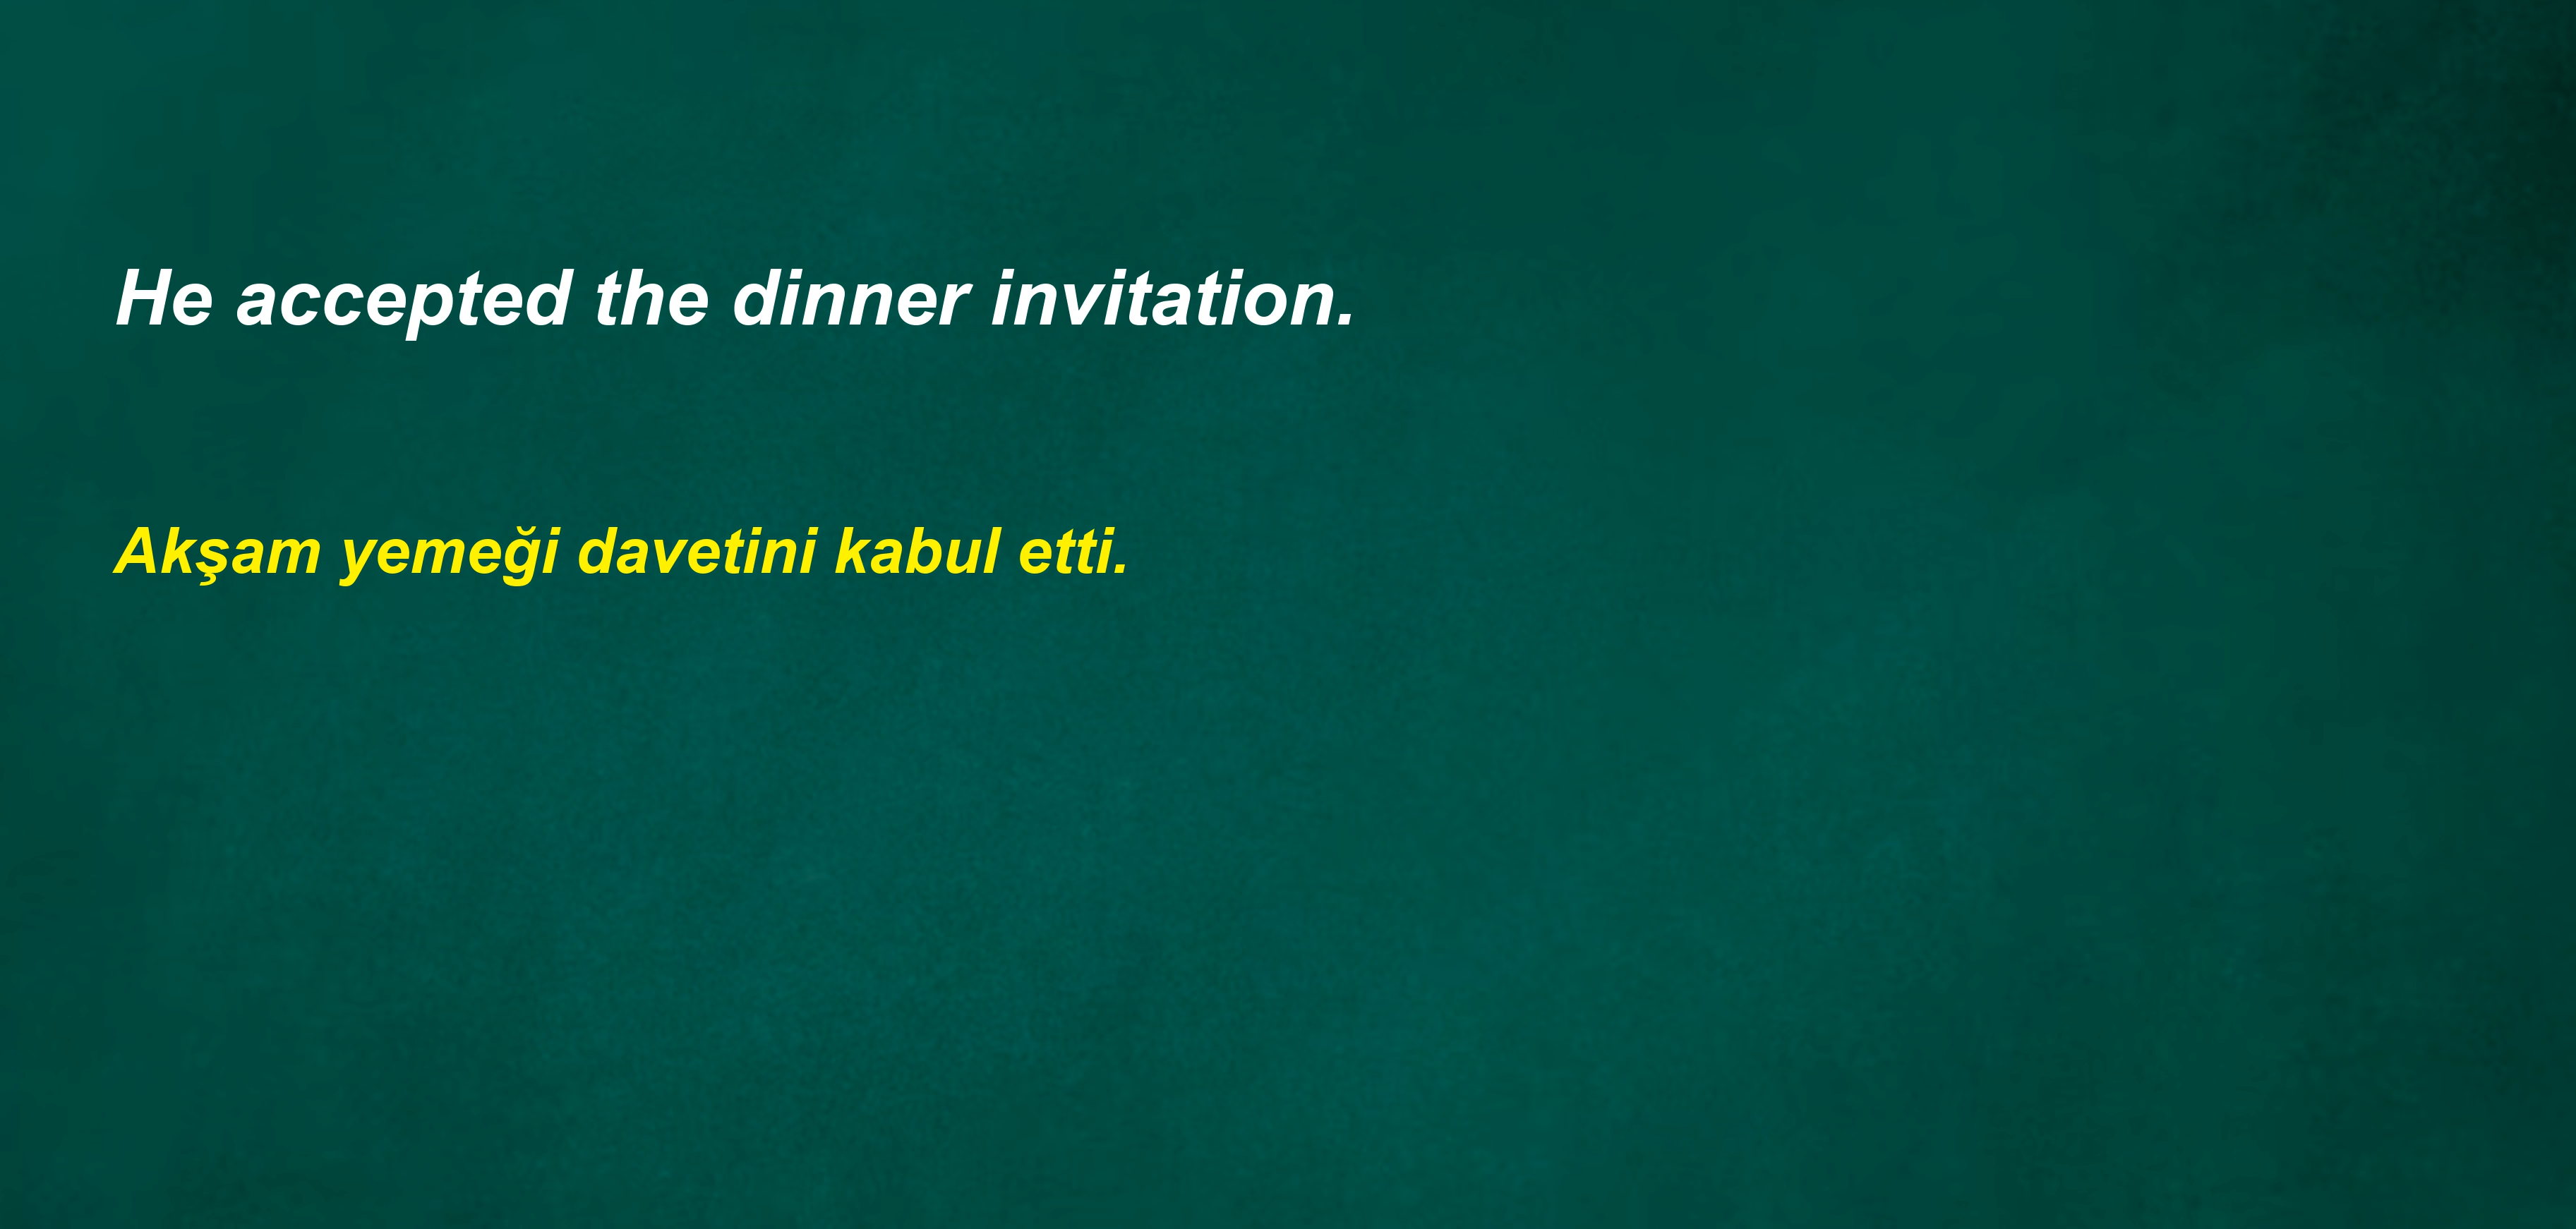 He accepted the dinner invitation.
Akşam yemeği davetini kabul etti.